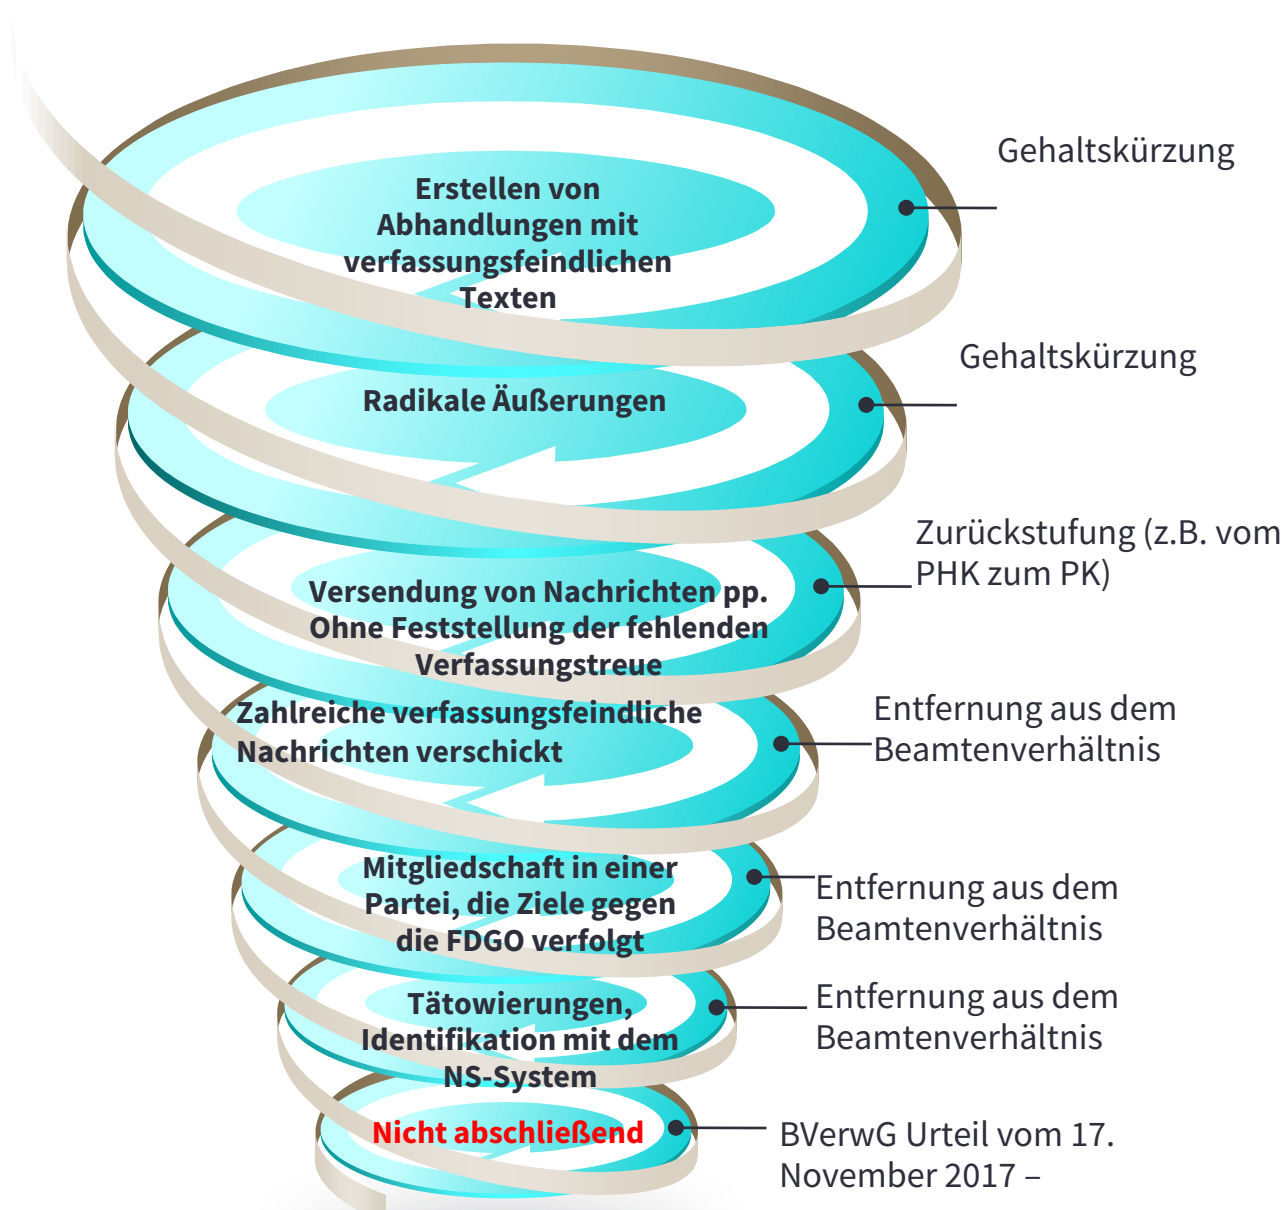 Erstellen von
Abhandlungen mit
verfassungsfeindlichen
Texten
Gehaltskürzung
Radikale Äußerungen
Gehaltskürzung
Versendung von Nachrichten pp.
Ohne Feststellung der fehlenden
Verfassungstreue
Zurückstufung (z.B. vom
PHK zum PK)
Zahlreiche verfassungsfeindliche
Nachrichten verschickt
Entfernung aus dem
Beamtenverhältnis
Mitgliedschaft in einer
Partei, die Ziele gegen
die FDGO verfolgt
Entfernung aus dem
Beamtenverhältnis
Tätowierungen,
Identifikation mit dem
NS-System
Entfernung aus dem
Beamtenverhältnis
Nicht abschließend
BVerwG Urteil vom 17.
November 2017 –